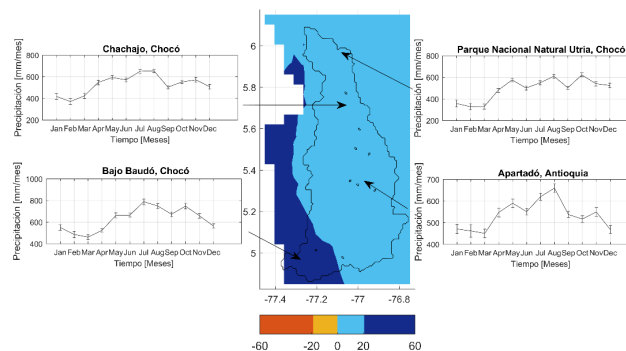 Chachajo, Chocó
Precipitación [mm/mes]
800
600
400
200
Jan Feb Mar Apr May Jun Jul Aug Sep Oct Nov Dec
Tiempo [Meses]
Bajo Baudó, Chocó
Precipitación [mm/mes]
1000
800
600
400
Jan Feb Mar Apr May Jun Jul Aug Sep Oct Nov Dec
Tiempo [Meses]
6
5.8
5.6
5.4
5.2
5
-77.4
-77.2
-77
-76.8
-60
-20
0
20
60
Parque Nacional Natural Utria, Chocó
Precipitación [mm/mes]
800
600
400
200
Jan Feb Mar Apr May Jun Jul Aug Sep Oct Nov Dec
Tiempo [Meses]
Apartadó, Antioquia
Precipitación [mm/mes]
700
600
500
400
Jan Feb Mar Apr May Jun Jul Aug Sep Oct Nov Dec
Tiempo [Meses]